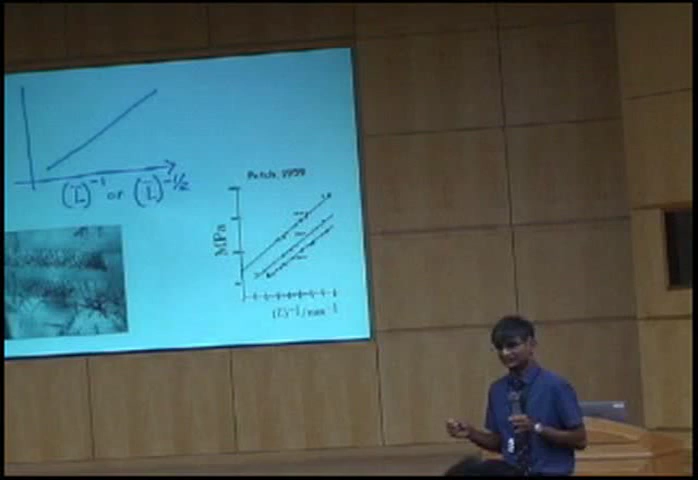 (L̄)⁻¹ or (L̄)⁻¹/²
Petch, 1959
MPa
(L̄)⁻¹/mm⁻¹